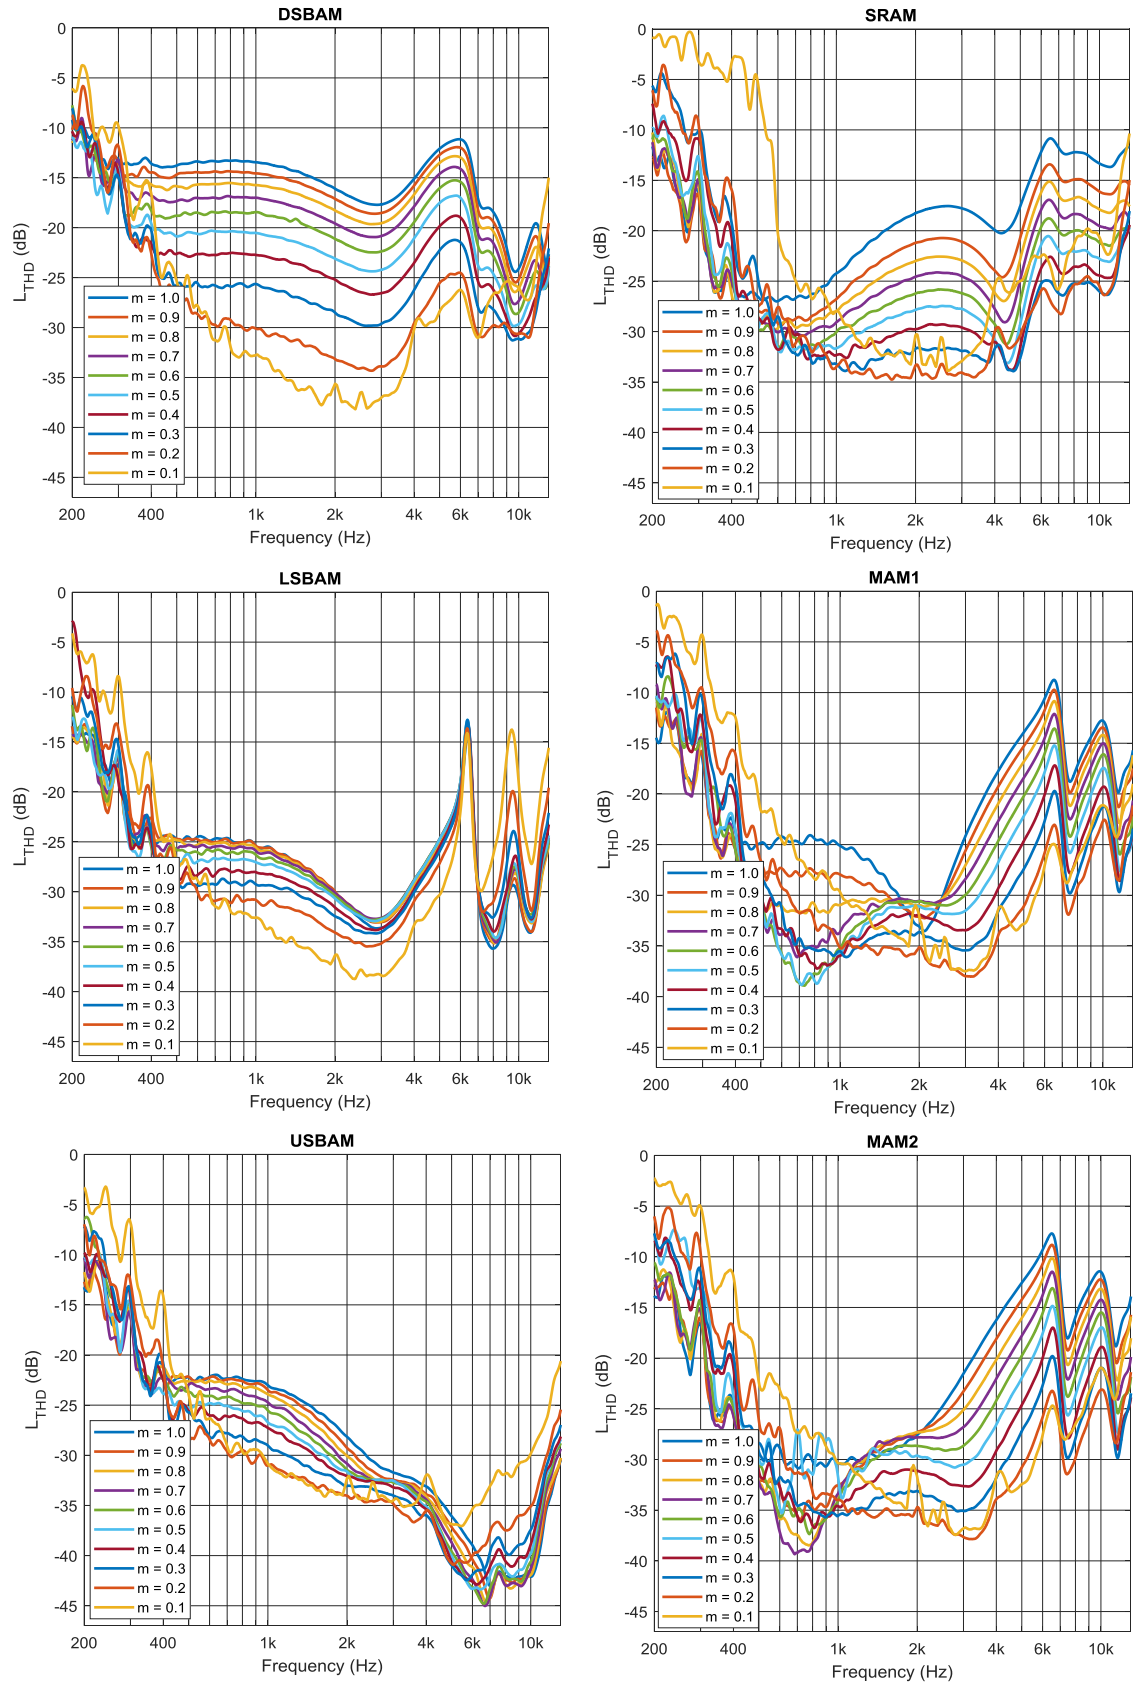 DSBAM
0
-5
-10
-15
-20
-25
-30
-35
-40
-45
L_THD (dB)
m = 1.0
m = 0.9
m = 0.8
m = 0.7
m = 0.6
m = 0.5
m = 0.4
m = 0.3
m = 0.2
m = 0.1
200 400 1k 2k 4k 6k 10k
Frequency (Hz)
SRAM
0
-5
-10
-15
-20
-25
-30
-35
-40
-45
L_THD (dB)
m = 1.0
m = 0.9
m = 0.8
m = 0.7
m = 0.6
m = 0.5
m = 0.4
m = 0.3
m = 0.2
m = 0.1
200 400 1k 2k 4k 6k 10k
Frequency (Hz)
LSBAM
0
-5
-10
-15
-20
-25
-30
-35
-40
-45
L_THD (dB)
m = 1.0
m = 0.9
m = 0.8
m = 0.7
m = 0.6
m = 0.5
m = 0.4
m = 0.3
m = 0.2
m = 0.1
200 400 1k 2k 4k 6k 10k
Frequency (Hz)
MAM1
0
-5
-10
-15
-20
-25
-30
-35
-40
-45
L_THD (dB)
m = 1.0
m = 0.9
m = 0.8
m = 0.7
m = 0.6
m = 0.5
m = 0.4
m = 0.3
m = 0.2
m = 0.1
200 400 1k 2k 4k 6k 10k
Frequency (Hz)
USBAM
0
-5
-10
-15
-20
-25
-30
-35
-40
-45
L_THD (dB)
m = 1.0
m = 0.9
m = 0.8
m = 0.7
m = 0.6
m = 0.5
m = 0.4
m = 0.3
m = 0.2
m = 0.1
200 400 1k 2k 4k 6k 10k
Frequency (Hz)
MAM2
0
-5
-10
-15
-20
-25
-30
-35
-40
-45
L_THD (dB)
m = 1.0
m = 0.9
m = 0.8
m = 0.7
m = 0.6
m = 0.5
m = 0.4
m = 0.3
m = 0.2
m = 0.1
200 400 1k 2k 4k 6k 10k
Frequency (Hz)